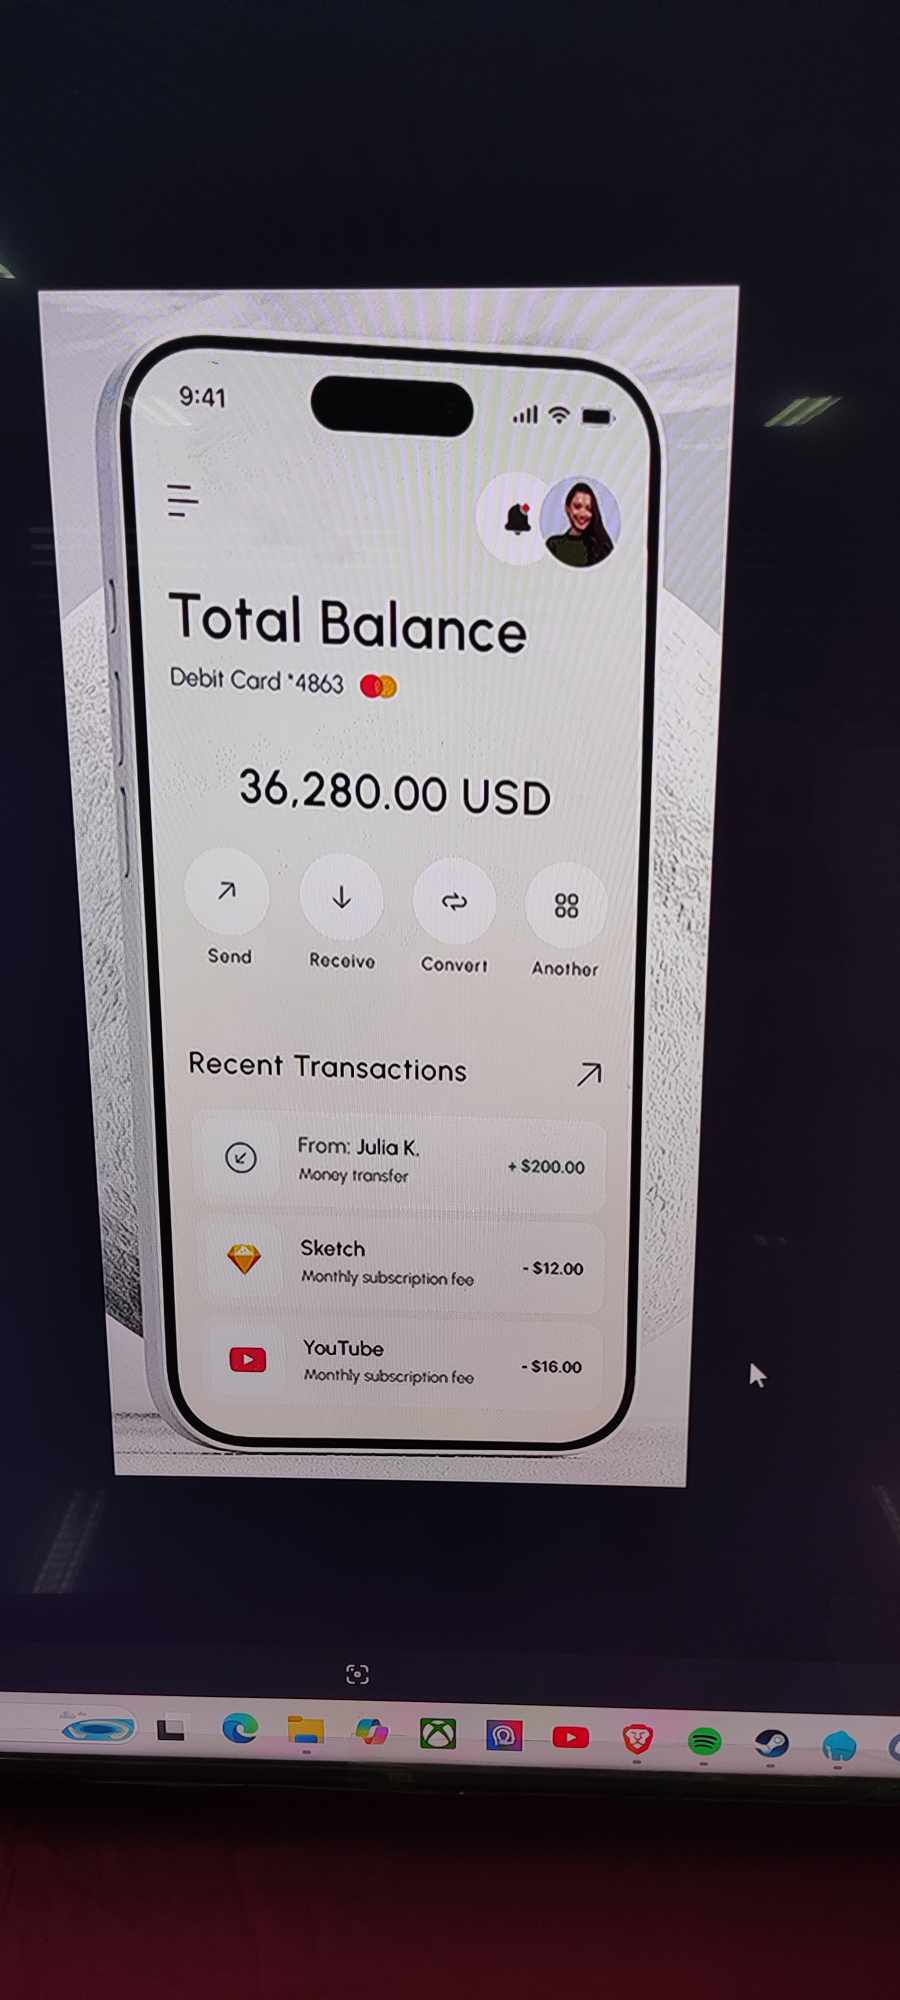 9:41
Total Balance
Debit Card *4863
36,280.00 USD
Send
Receive
Convert
Another
Recent Transactions
From: Julia K.
Money transfer
+ $200.00
Sketch
Monthly subscription fee
- $12.00
YouTube
Monthly subscription fee
- $16.00